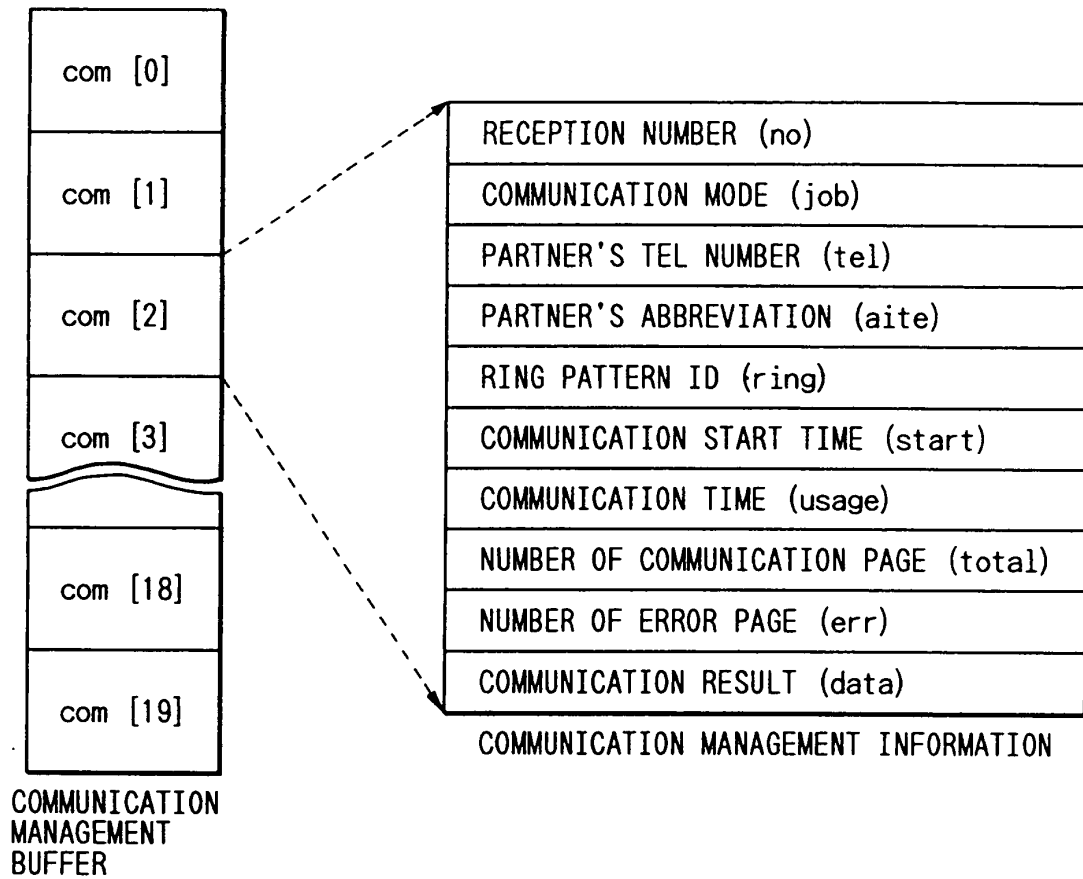 com [0]
com [1]
com [2]
com [3]
com [18]
com [19]
COMMUNICATION
MANAGEMENT
BUFFER
RECEPTION NUMBER (no)
COMMUNICATION MODE (job)
PARTNER'S TEL NUMBER (tel)
PARTNER'S ABBREVIATION (aite)
RING PATTERN ID (ring)
COMMUNICATION START TIME (start)
COMMUNICATION TIME (usage)
NUMBER OF COMMUNICATION PAGE (total)
NUMBER OF ERROR PAGE (err)
COMMUNICATION RESULT (data)
COMMUNICATION MANAGEMENT INFORMATION